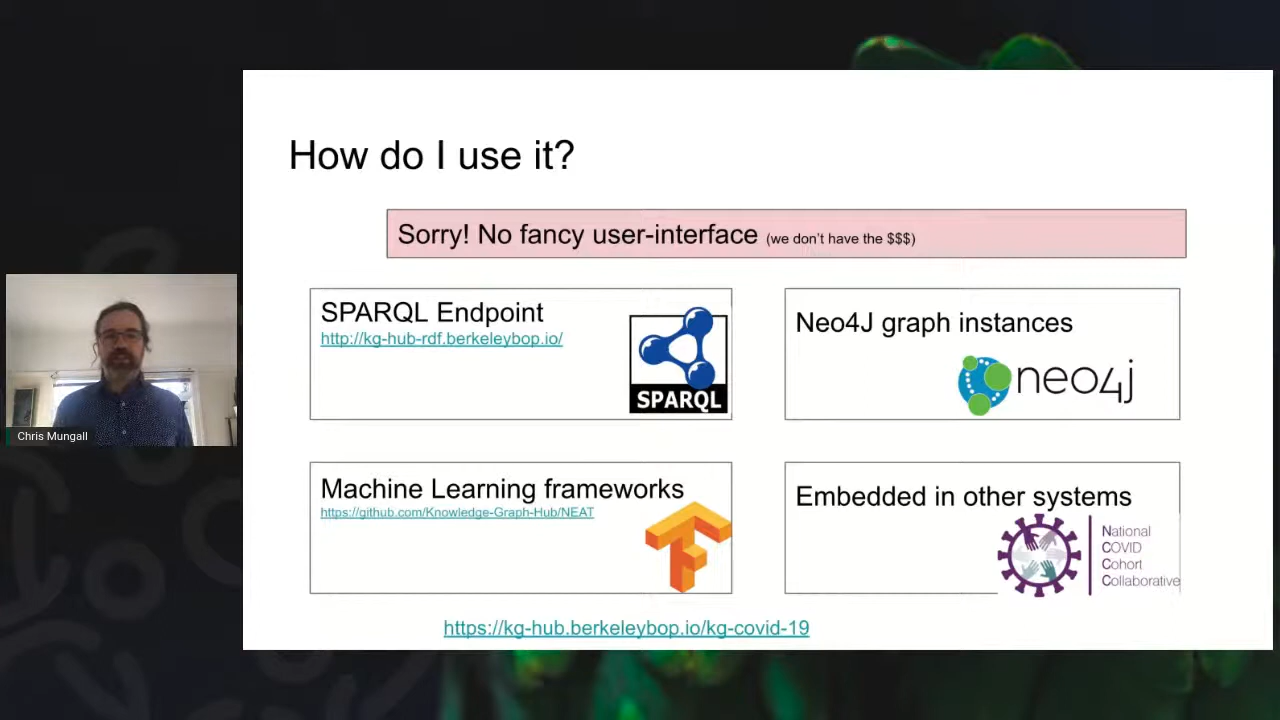 How do I use it?
Sorry! No fancy user-interface (we don't have the $$$)
SPARQL Endpoint
http://kg-hub-rdf.berkeleybop.io/
SPARQL
Neo4J graph instances
neo4j
Machine Learning frameworks
https://github.com/Knowledge-Graph-Hub/NEAT
Embedded in other systems
National
COVID
Cohort
Collaborative
https://kg-hub.berkeleybop.io/kg-covid-19
Chris Mungall